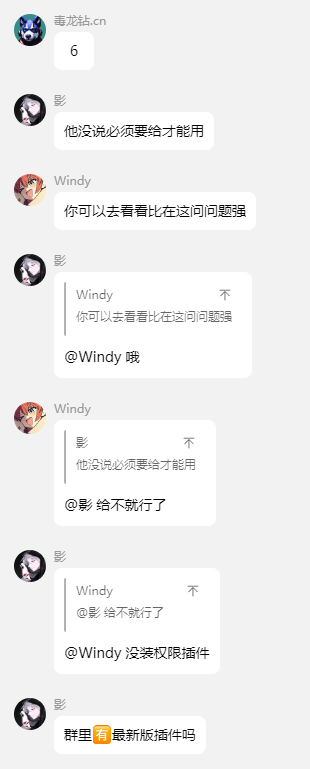 毒龙钻.cn
6
影
他没说必须要给才能用
Windy
你可以去看看比在这问问题强
影
Windy
你可以去看看比在这问问题强
@Windy 哦
Windy
影
他没说必须要给才能用
@影 给不就行了
影
Windy
@影 给不就行了
@Windy 没装权限插件
影
群里🈶最新版插件吗